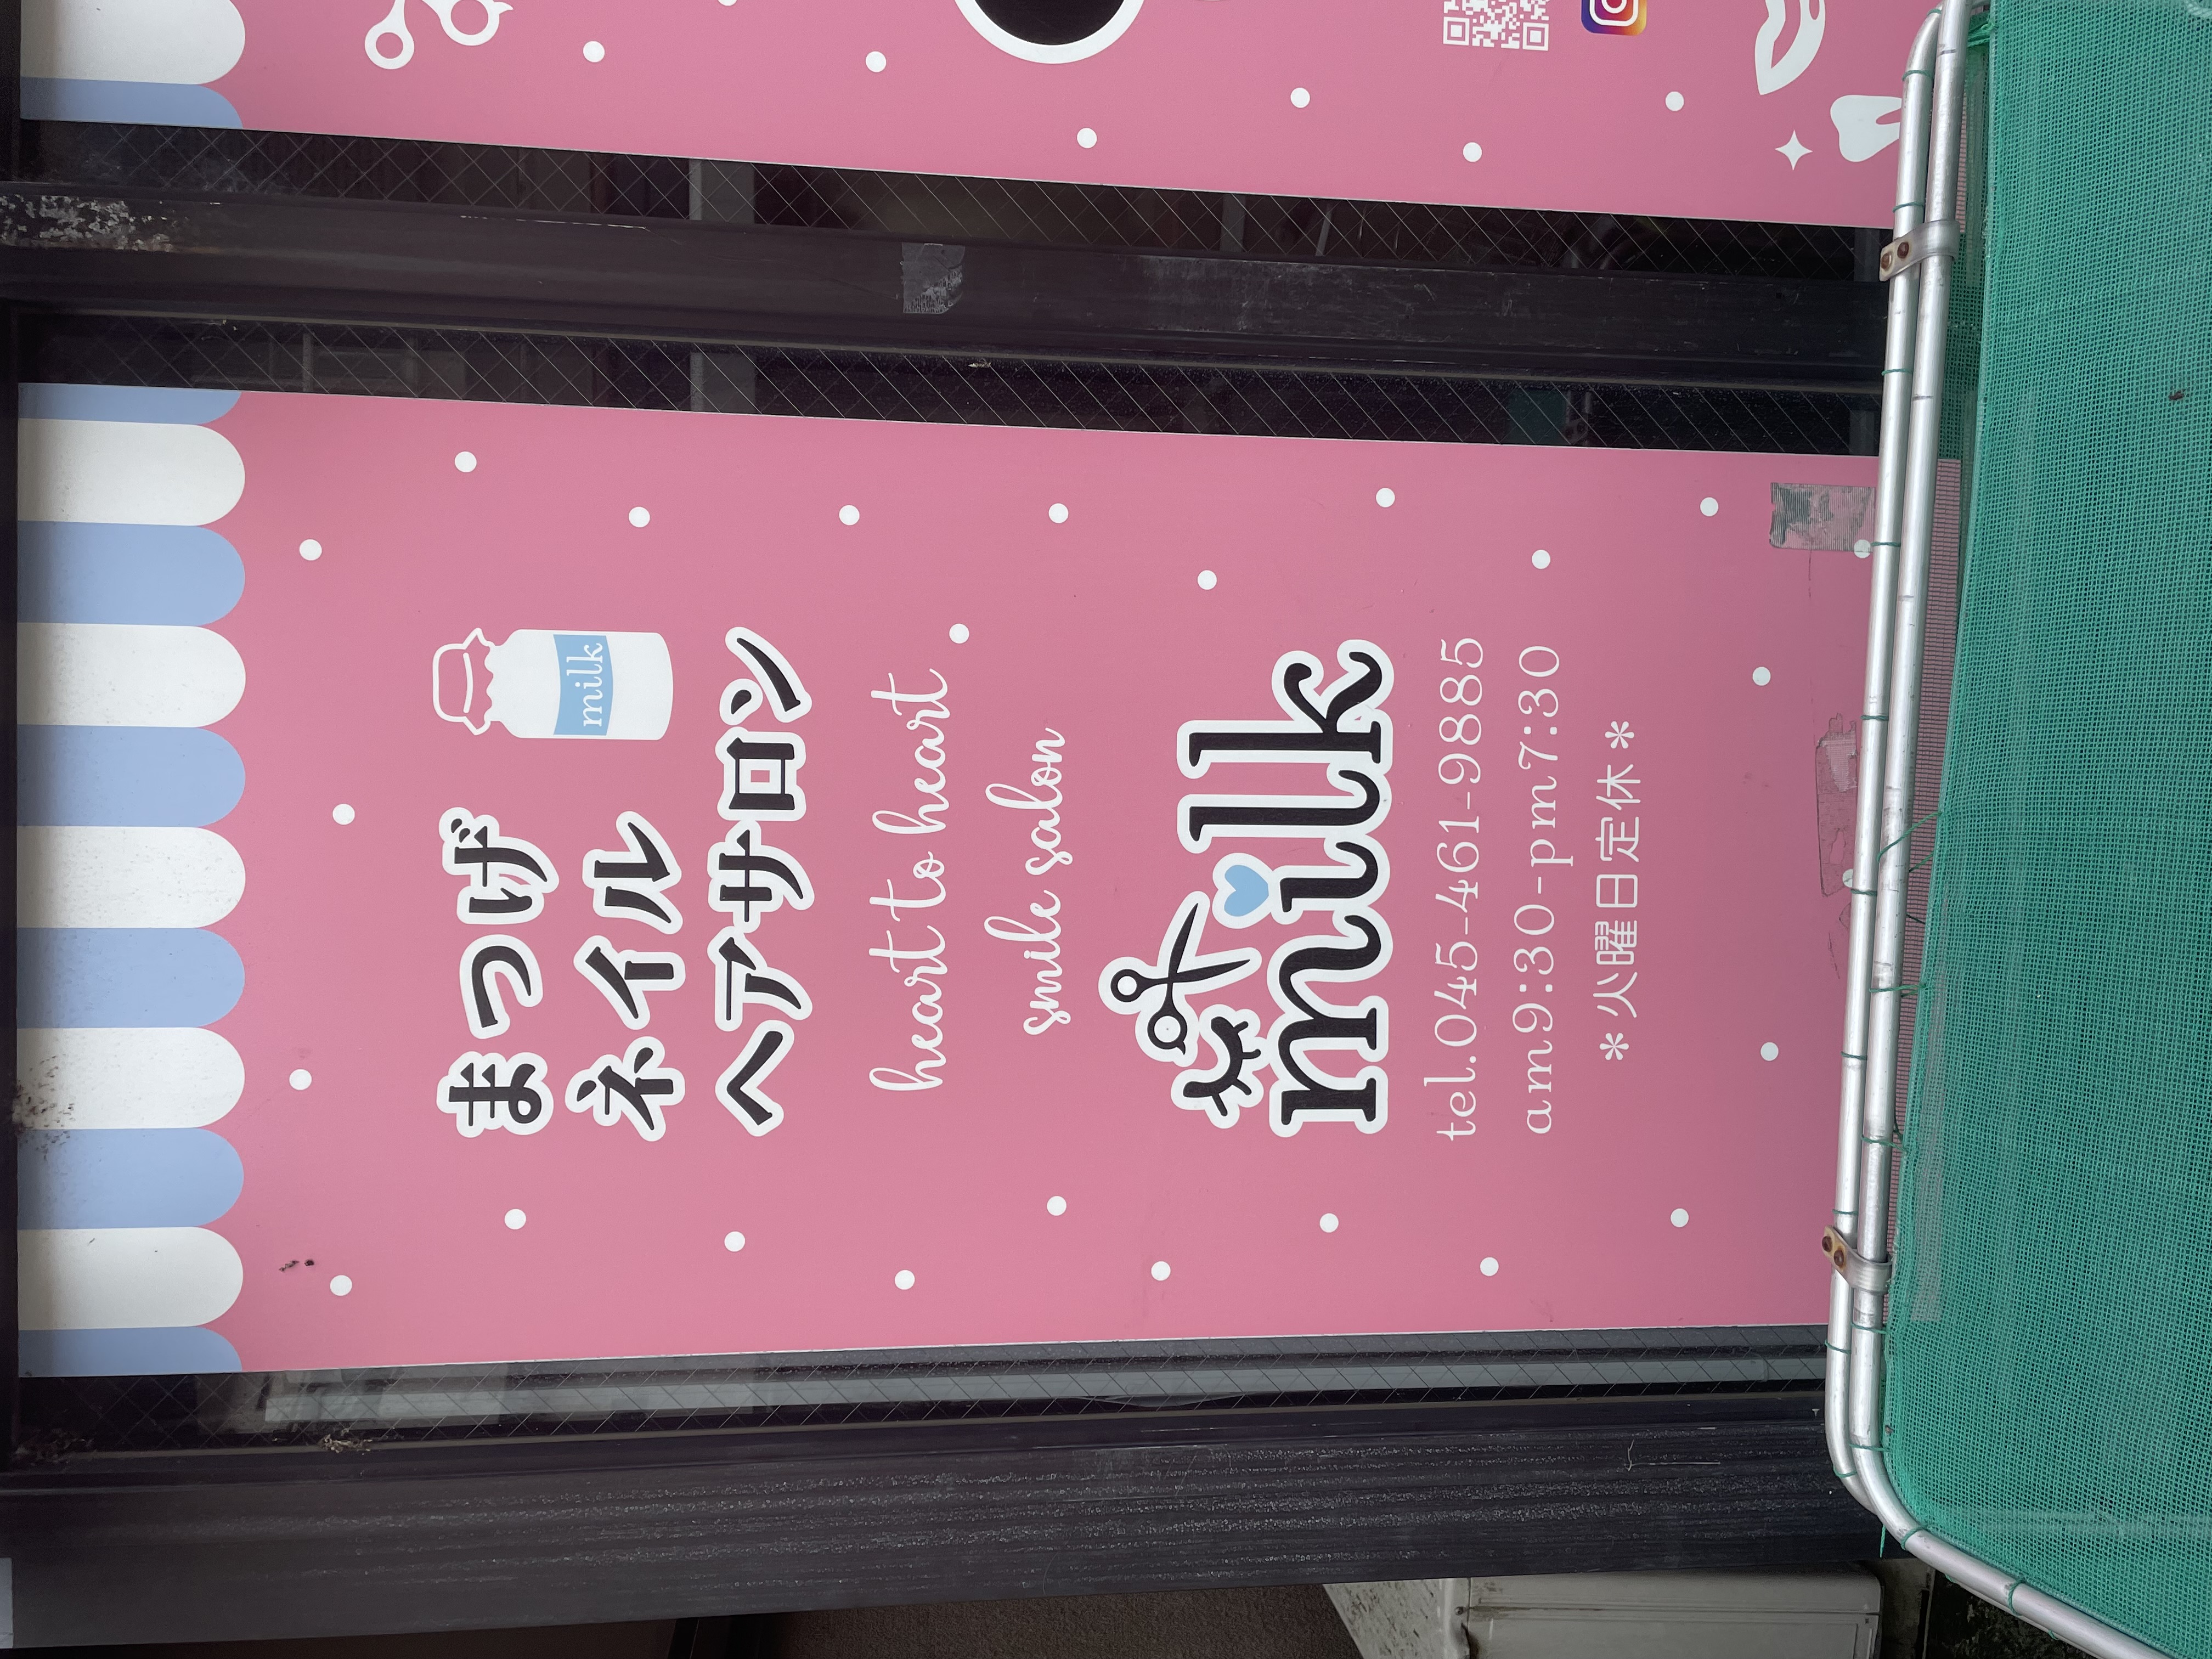 まつげ
ネイル
ヘアサロン
milk
heart to heart
smile salon
milk
tel.045-461-9885
am9:30-pm7:30
*火曜日定休*